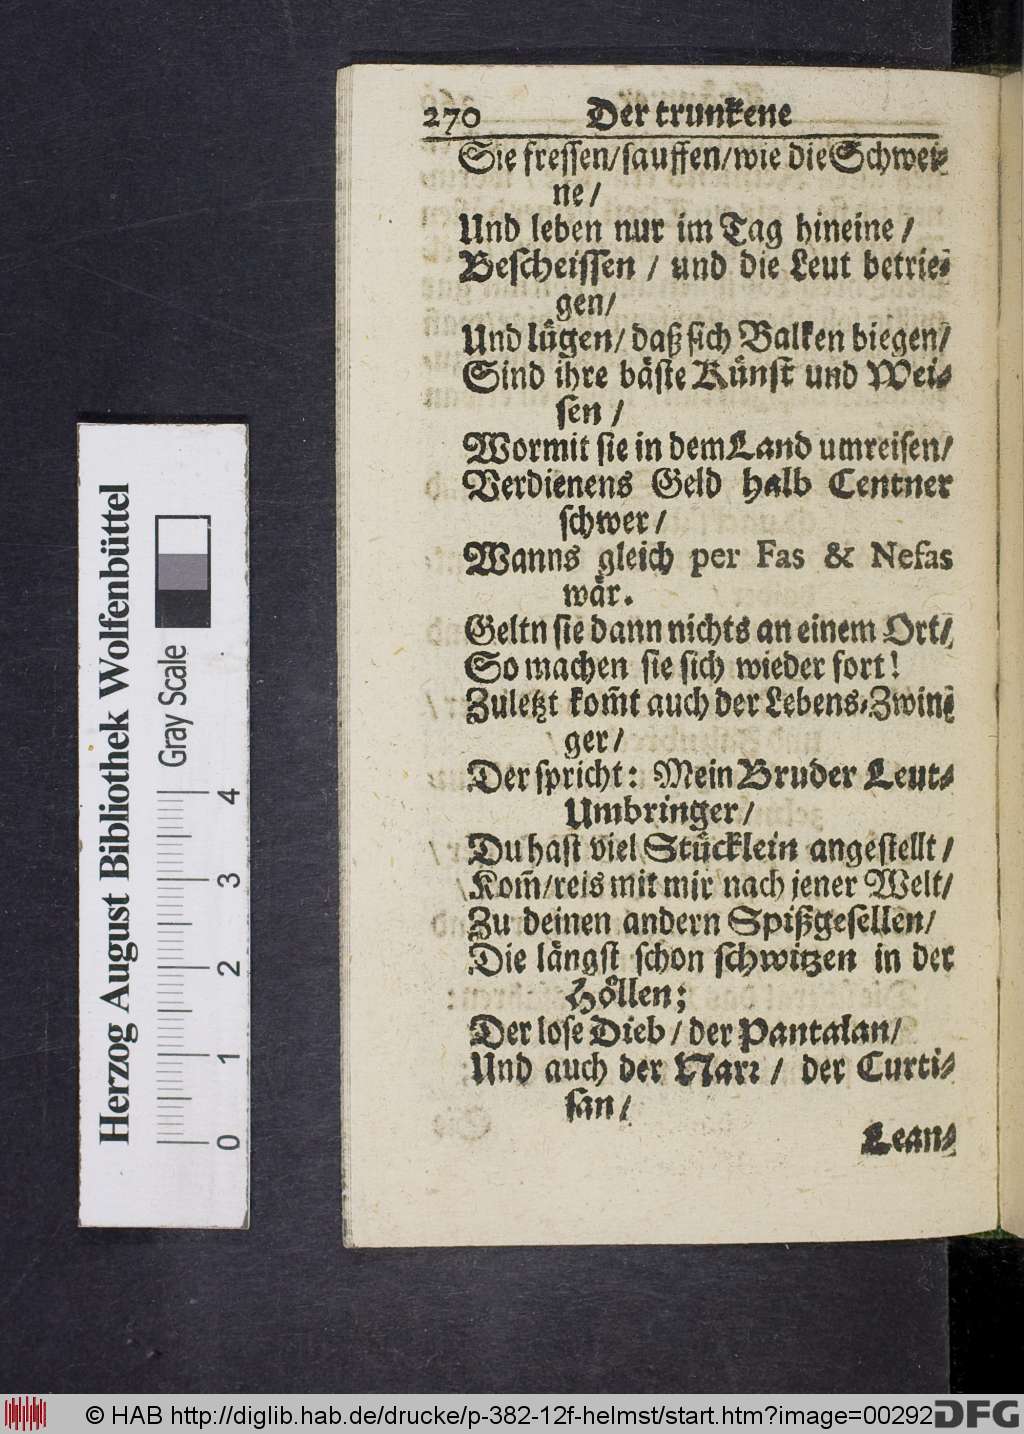 270 Der trunkene
Sie fressen/sauffen/wie die Schwei-
ne/
Und leben nur im Tag hineine/
Bescheissen / und die Leut betrie-
gen/
Und lügen/ daß sich Balken biegen/
Sind ihre bäste Künst und Wei-
sen /
Wormit sie in dem Land umreisen/
Verdienens Geld halb Centner
schwer /
Wanns gleich per Fas & Nefas
wär.
Geltn sie dann nichts an einem Ort/
So machen sie sich wieder fort!
Zuletzt kom̃t auch der Lebens-Zwin-
ger/
Der spricht: Mein Bruder Leut-
Umbringer/
Du hast viel Stücklein angestellt/
Kom̃/reis mit mir nach jener Welt/
Zu deinen andern Spißgesellen/
Die längst schon schwitzen in der
Höllen;
Der lose Dieb / der Pantalan/
Und auch der Narr / der Curti-
san/
Lean-
Herzog August Bibliothek Wolfenbüttel
Gray Scale
0 1 2 3 4
© HAB http://diglib.hab.de/drucke/p-382-12f-helmst/start.htm?image=00292
DFG